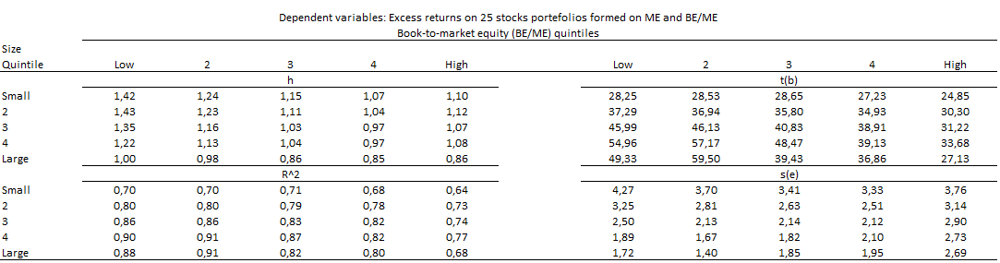 Dependent variables: Excess returns on 25 stocks portefolios formed on ME and BE/ME
Book-to-market equity (BE/ME) quintiles
Size
Quintile Low 2 3 4 High Low 2 3 4 High
h t(b)
Small 1,42 1,24 1,15 1,07 1,10 28,25 28,53 28,65 27,23 24,85
2 1,43 1,23 1,11 1,04 1,12 37,29 36,94 35,80 34,93 30,30
3 1,35 1,16 1,03 0,97 1,07 45,99 46,13 40,83 38,91 31,22
4 1,22 1,13 1,04 0,97 1,08 54,96 57,17 48,47 39,13 33,68
Large 1,00 0,98 0,86 0,85 0,86 49,33 59,50 39,43 36,86 27,13
R^2 s(e)
Small 0,70 0,70 0,71 0,68 0,64 4,27 3,70 3,41 3,33 3,76
2 0,80 0,80 0,79 0,78 0,73 3,25 2,81 2,63 2,51 3,14
3 0,86 0,86 0,83 0,82 0,74 2,50 2,13 2,14 2,12 2,90
4 0,90 0,91 0,87 0,82 0,77 1,89 1,67 1,82 2,10 2,73
Large 0,88 0,91 0,82 0,80 0,68 1,72 1,40 1,85 1,95 2,69